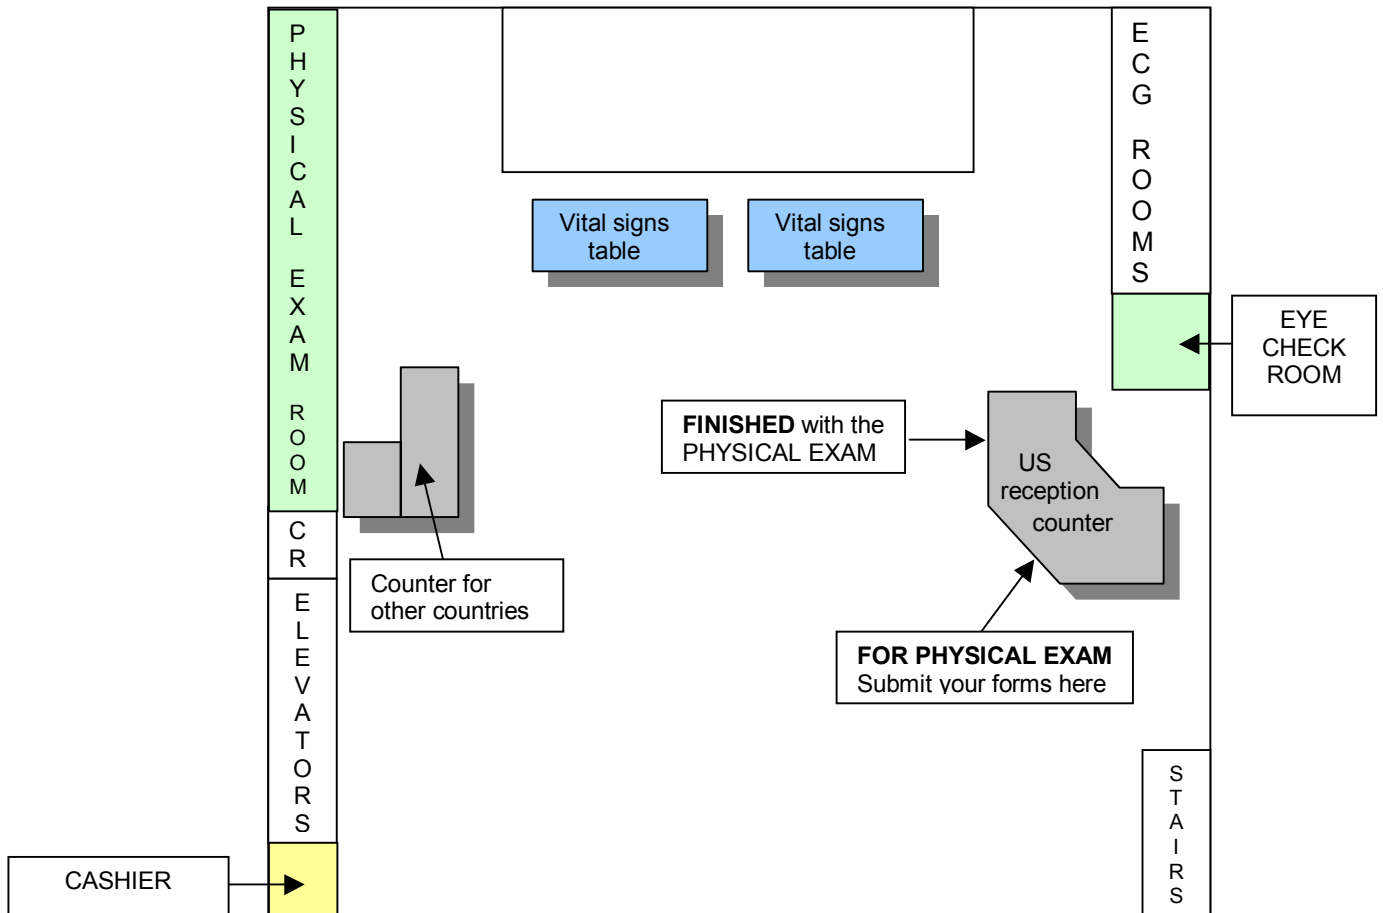 PHYSICAL EXAM ROOM
ECG ROOMS
Vital signs
table
Vital signs
table
EYE
CHECK
ROOM
FINISHED with the
PHYSICAL EXAM
US
reception
counter
CR
Counter for
other countries
ELEVATORS
FOR PHYSICAL EXAM
Submit your forms here
STAIRS
CASHIER